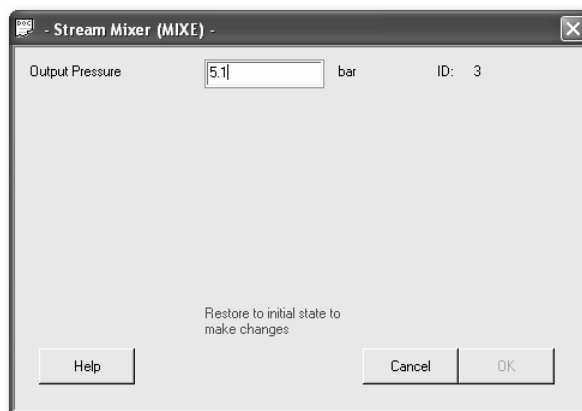 - Stream Mixer (MIXE) -
Output Pressure 5.1 bar ID: 3
Restore to initial state to
make changes
Help Cancel OK